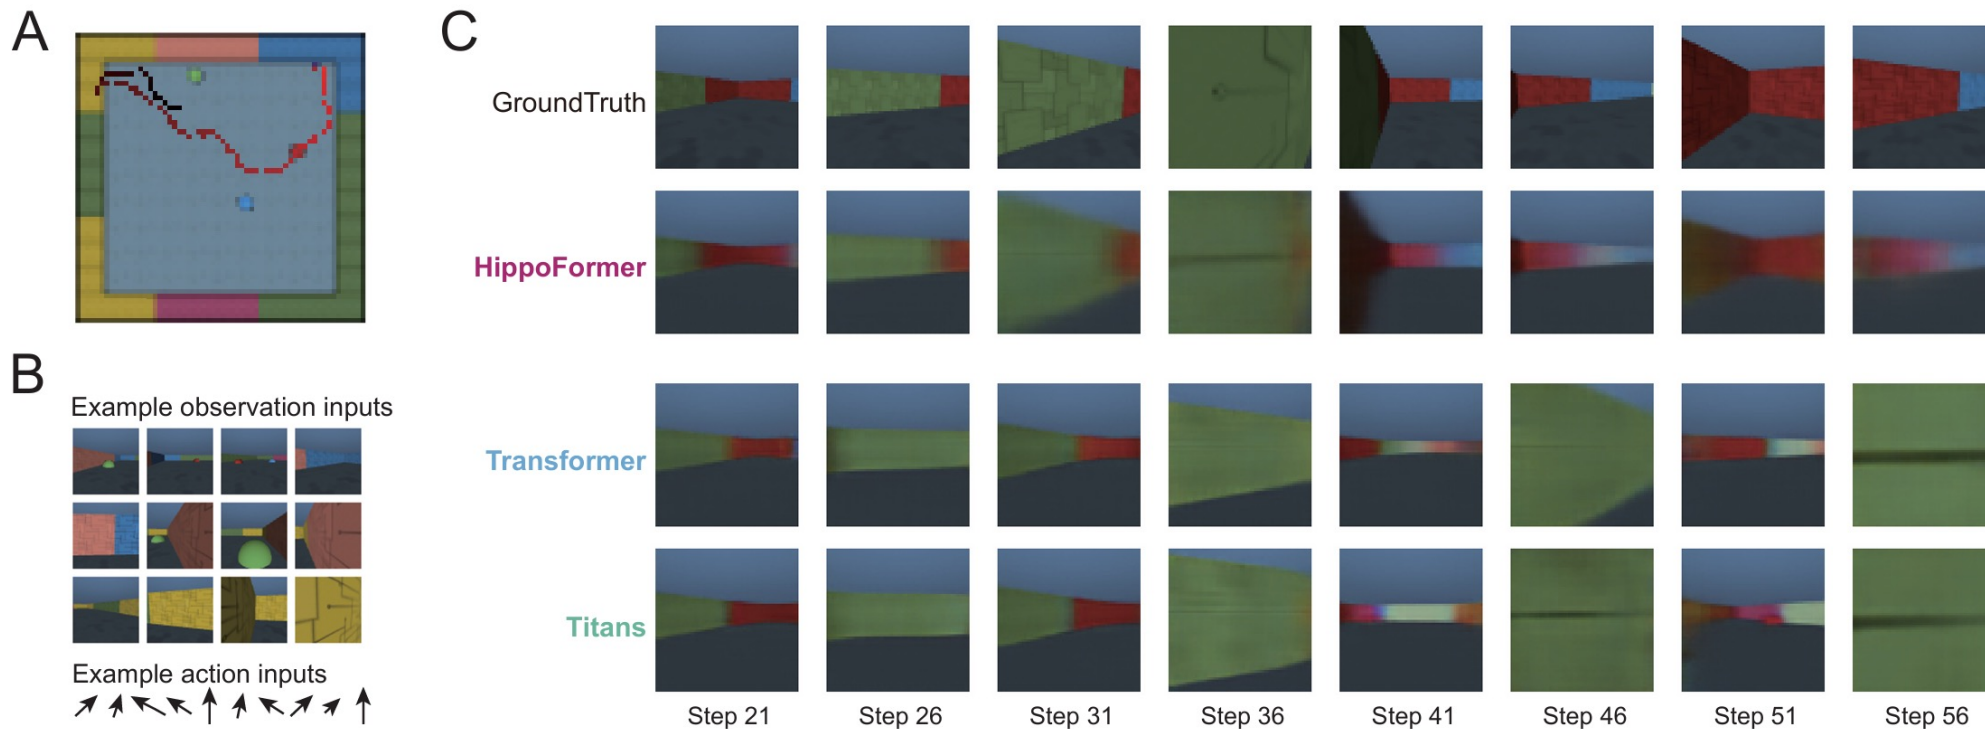 A
B
Example observation inputs
Example action inputs
C
GroundTruth
HippoFormer
Transformer
Titans
Step 21
Step 26
Step 31
Step 36
Step 41
Step 46
Step 51
Step 56